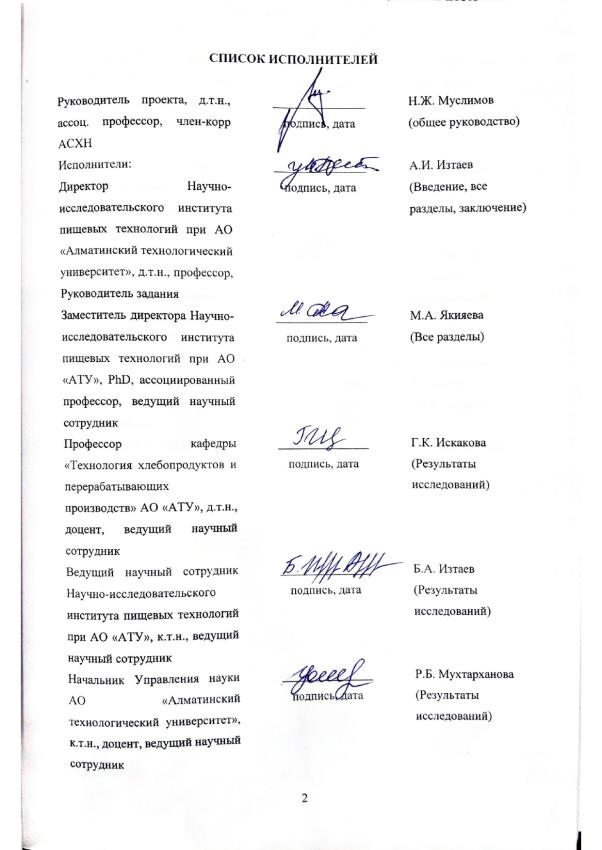 СПИСОК ИСПОЛНИТЕЛЕЙ
Руководитель проекта, д.т.н.,
ассоц. профессор, член-корр
АСХН
подпись, дата
Н.Ж. Муслимов
(общее руководство)
Исполнители:
Директор Научно-
исследовательского института
пищевых технологий при АО
«Алматинский технологический
университет», д.т.н., профессор,
Руководитель задания
подпись, дата
А.И. Изтаев
(Введение, все
разделы, заключение)
Заместитель директора Научно-
исследовательского института
пищевых технологий при АО
«АТУ», PhD, ассоциированный
профессор, ведущий научный
сотрудник
подпись, дата
М.А. Якияева
(Все разделы)
Профессор кафедры
«Технология хлебопродуктов и
перерабатывающих
производств» АО «АТУ», д.т.н.,
доцент, ведущий научный
сотрудник
подпись, дата
Г.К. Искакова
(Результаты
исследований)
Ведущий научный сотрудник
Научно-исследовательского
института пищевых технологий
при АО «АТУ», к.т.н., ведущий
научный сотрудник
подпись, дата
Б.А. Изтаев
(Результаты
исследований)
Начальник Управления науки
АО «Алматинский
технологический университет»,
к.т.н., доцент, ведущий научный
сотрудник
подпись, дата
Р.Б. Мухтарханова
(Результаты
исследований)
2